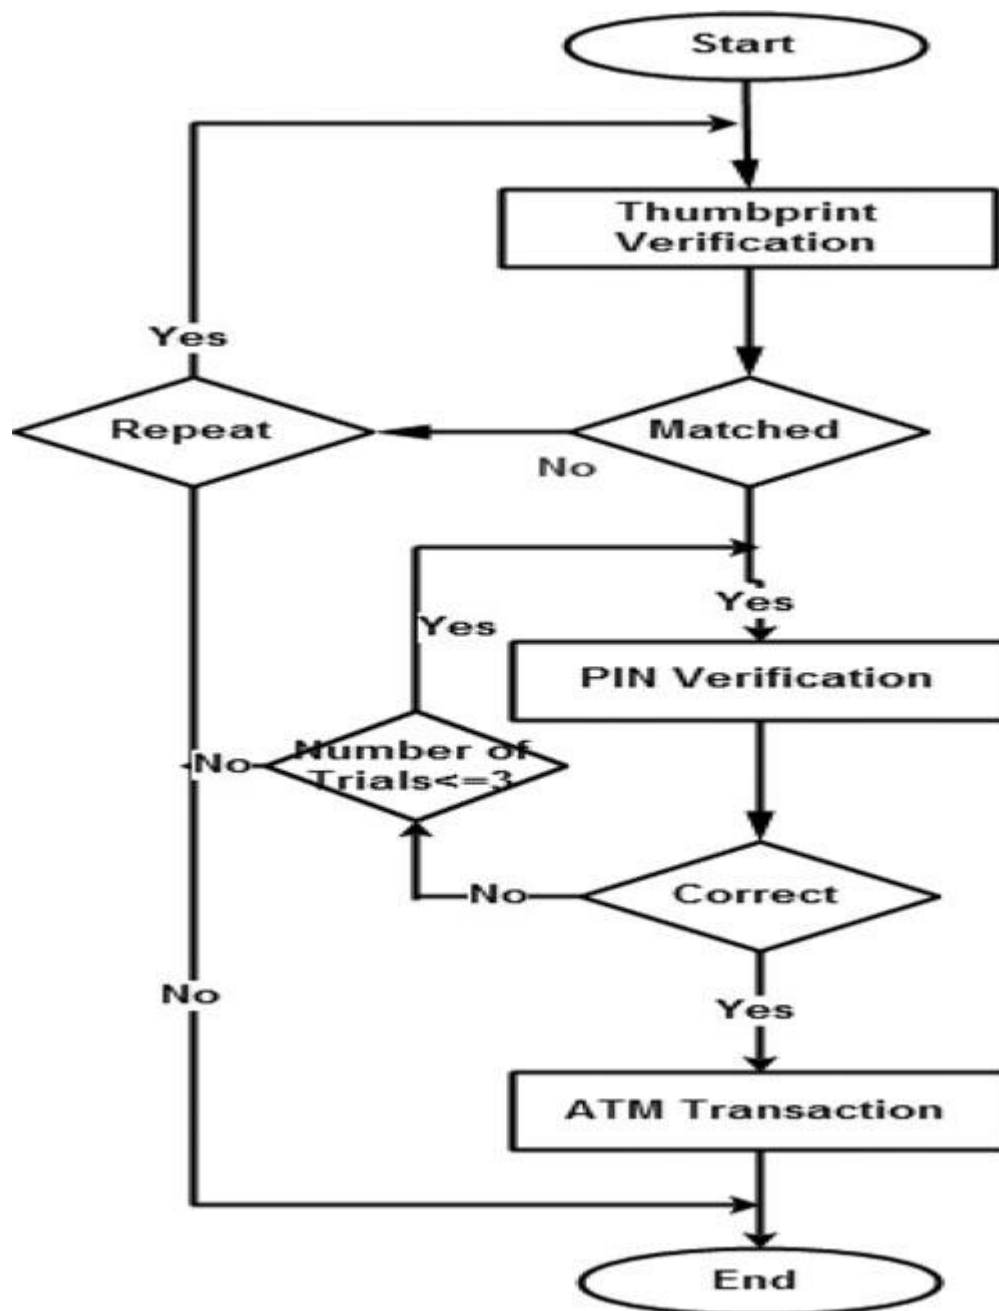 Start
Thumbprint
Verification
Yes
Repeat
Matched
No
Yes
Yes
PIN Verification
Number of
Trials<=3
No
No
Correct
No
Yes
ATM Transaction
End